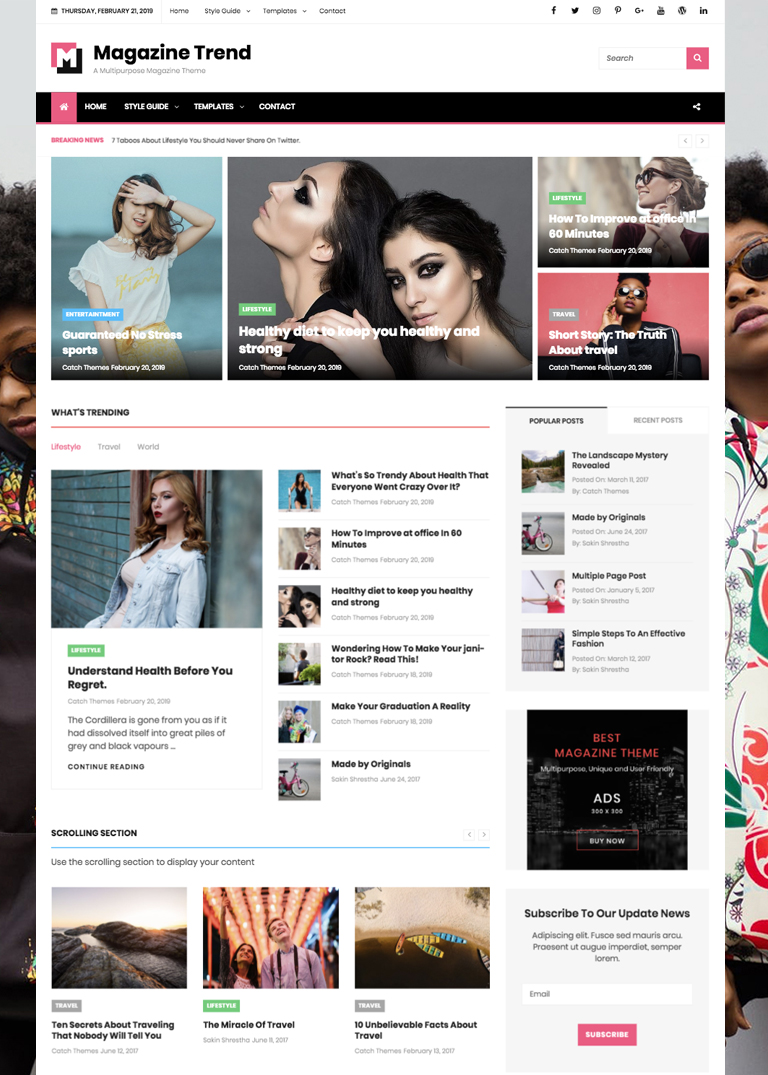 THURSDAY, FEBRUARY 21, 2019 Home Style Guide Templates Contact
Magazine Trend
A Multipurpose Magazine Theme
Search
HOME STYLE GUIDE TEMPLATES CONTACT
BREAKING NEWS 7 Taboos About Lifestyle You Should Never Share On Twitter.
ENTERTAINTMENT
Guaranteed No Stress
sports
Catch Themes February 20, 2019
LIFESTYLE
Healthy diet to keep you healthy and
strong
Catch Themes February 20, 2019
LIFESTYLE
How To Improve at office In
60 Minutes
Catch Themes February 20, 2019
TRAVEL
Short Story: The Truth
About travel
Catch Themes February 20, 2019
WHAT'S TRENDING
Lifestyle Travel World
LIFESTYLE
Understand Health Before You
Regret.
Catch Themes February 20, 2019
The Cordillera is gone from you as if it
had dissolved itself into great piles of
grey and black vapours ...
CONTINUE READING
What's So Trendy About Health That
Everyone Went Crazy Over It?
Catch Themes February 20, 2019
How To Improve at office In 60
Minutes
Catch Themes February 20, 2019
Healthy diet to keep you healthy
and strong
Catch Themes February 20, 2019
Wondering How To Make Your jani-
tor Rock? Read This!
Catch Themes February 18, 2019
Make Your Graduation A Reality
Catch Themes February 18, 2019
Made by Originals
Sakin Shrestha June 24, 2017
POPULAR POSTS RECENT POSTS
The Landscape Mystery
Revealed
Posted On: March 11, 2017
By: Catch Themes
Made by Originals
Posted On: June 24, 2017
By: Sakin Shrestha
Multiple Page Post
Posted On: January 5, 2017
By: Sakin Shrestha
Simple Steps To An Effective
Fashion
Posted On: March 12, 2017
By: Sakin Shrestha
BEST
MAGAZINE THEME
Multipurpose, Unique and User Friendly
ADS
300 X 300
BUY NOW
SCROLLING SECTION
Use the scrolling section to display your content
TRAVEL
Ten Secrets About Traveling
That Nobody Will Tell You
Catch Themes June 12, 2017
LIFESTYLE
The Miracle Of Travel
Sakin Shrestha June 11, 2017
TRAVEL
10 Unbelievable Facts About
Travel
Catch Themes February 13, 2017
Subscribe To Our Update News
Adipiscing elit. Fusce sed mauris arcu.
Praesent ut augue imperdiet, semper
lorem.
Email
SUBSCRIBE